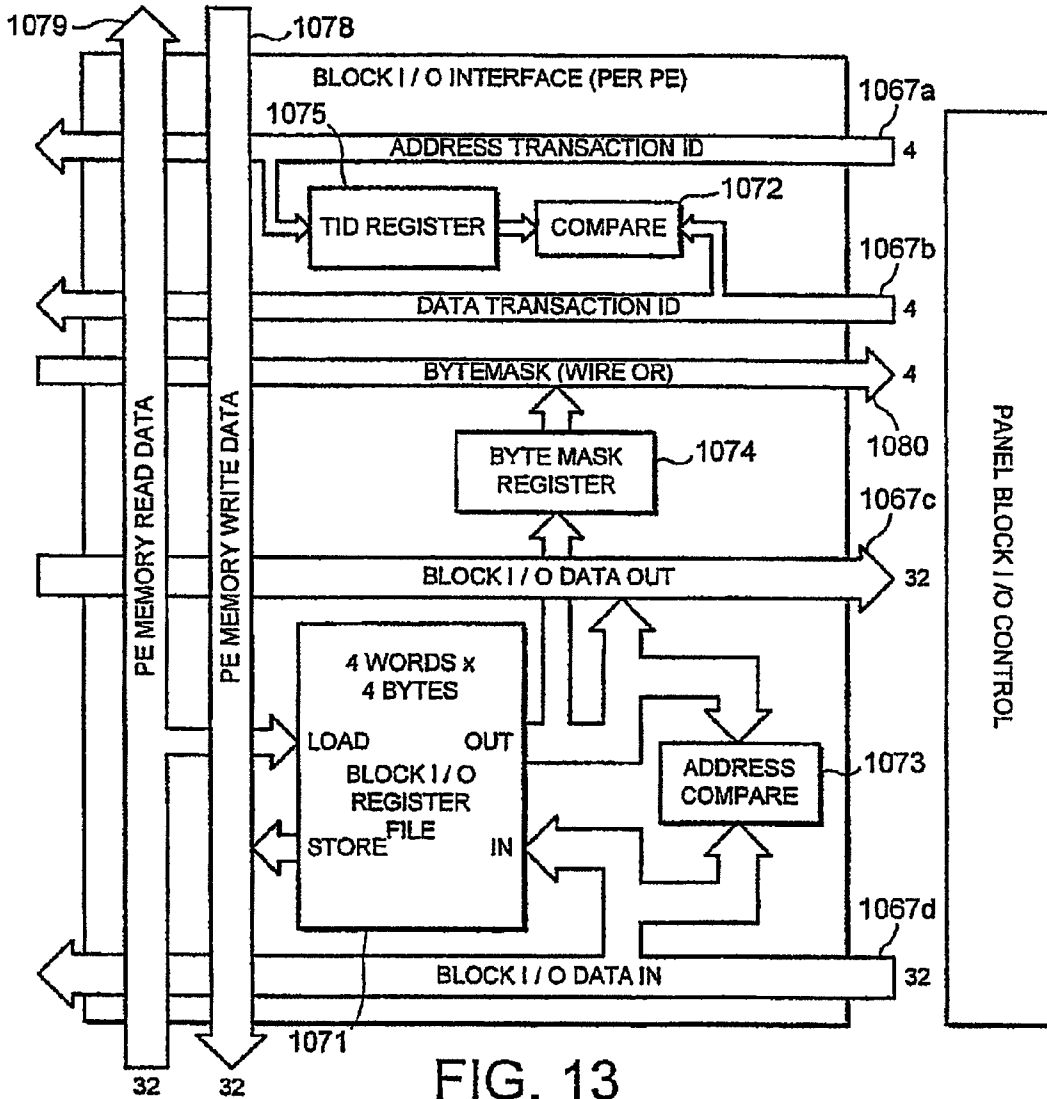 1079
1078
BLOCK I / O INTERFACE (PER PE)
1067a
1075
ADDRESS TRANSACTION ID
4
1072
TID REGISTER
COMPARE
1067b
DATA TRANSACTION ID
4
BYTEMASK (WIRE OR)
4
1080
BYTE MASK
REGISTER
1074
1067c
BLOCK I / O DATA OUT
32
PE MEMORY READ DATA
PE MEMORY WRITE DATA
PANEL BLOCK I / O CONTROL
4 WORDS x
4 BYTES
LOAD
OUT
BLOCK I / O
REGISTER
FILE
STORE
IN
ADDRESS
COMPARE
1073
1067d
BLOCK I / O DATA IN
32
1071
32
32
FIG. 13